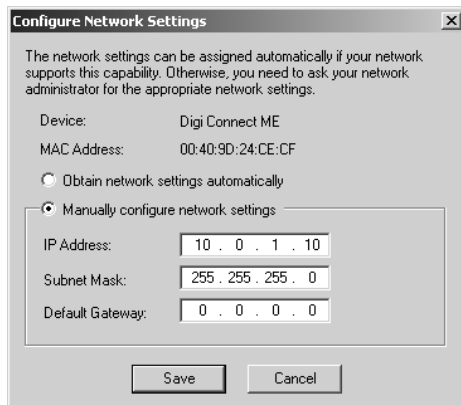 Configure Network Settings
The network settings can be assigned automatically if your network
supports this capability. Otherwise, you need to ask your network
administrator for the appropriate network settings.
Device: Digi Connect ME
MAC Address: 00:40:9D:24:CE:CF
Obtain network settings automatically
Manually configure network settings
IP Address: 10 . 0 . 1 . 10
Subnet Mask: 255 . 255 . 255 . 0
Default Gateway: 0 . 0 . 0 . 0
Save Cancel